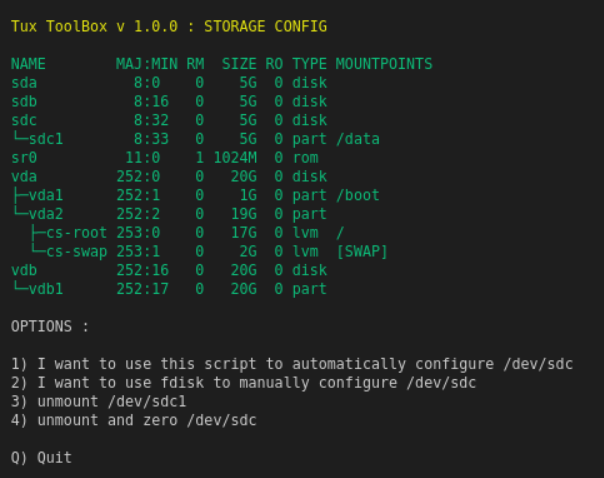 Tux ToolBox v 1.0.0 : STORAGE CONFIG
NAME        MAJ:MIN RM  SIZE RO TYPE MOUNTPOINTS
sda           8:0    0    5G  0 disk
sdb           8:16   0    5G  0 disk
sdc           8:32   0    5G  0 disk
└─sdc1        8:33   0    5G  0 part /data
sr0          11:0    1 1024M  0 rom
vda         252:0    0   20G  0 disk
├─vda1      252:1    0    1G  0 part /boot
└─vda2      252:2    0   19G  0 part
  ├─cs-root 253:0    0   17G  0 lvm  /
  └─cs-swap 253:1    0    2G  0 lvm  [SWAP]
vdb         252:16   0   20G  0 disk
└─vdb1      252:17   0   20G  0 part
OPTIONS :
1) I want to use this script to automatically configure /dev/sdc
2) I want to use fdisk to manually configure /dev/sdc
3) unmount /dev/sdc1
4) unmount and zero /dev/sdc
Q) Quit